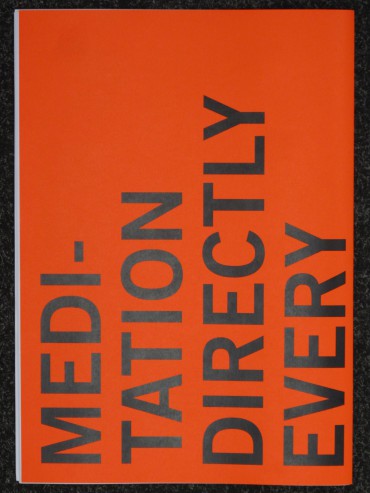 MEDI-
TATION
DIRECTLY
EVERY